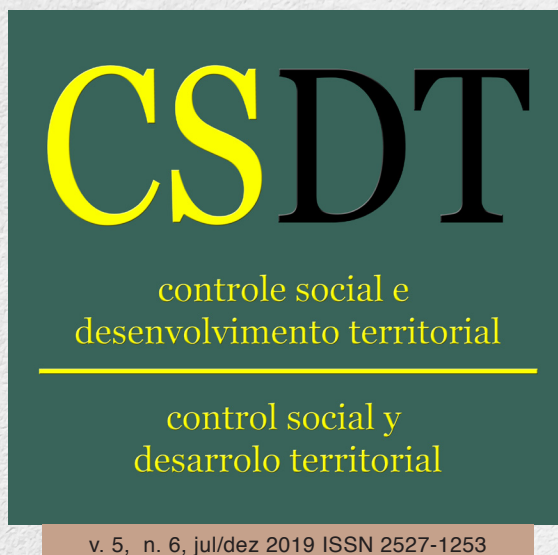 CSDT
controle social e
desenvolvimento territorial
control social y
desarrolo territorial
v. 5, n. 6, jul/dez 2019 ISSN 2527-1253